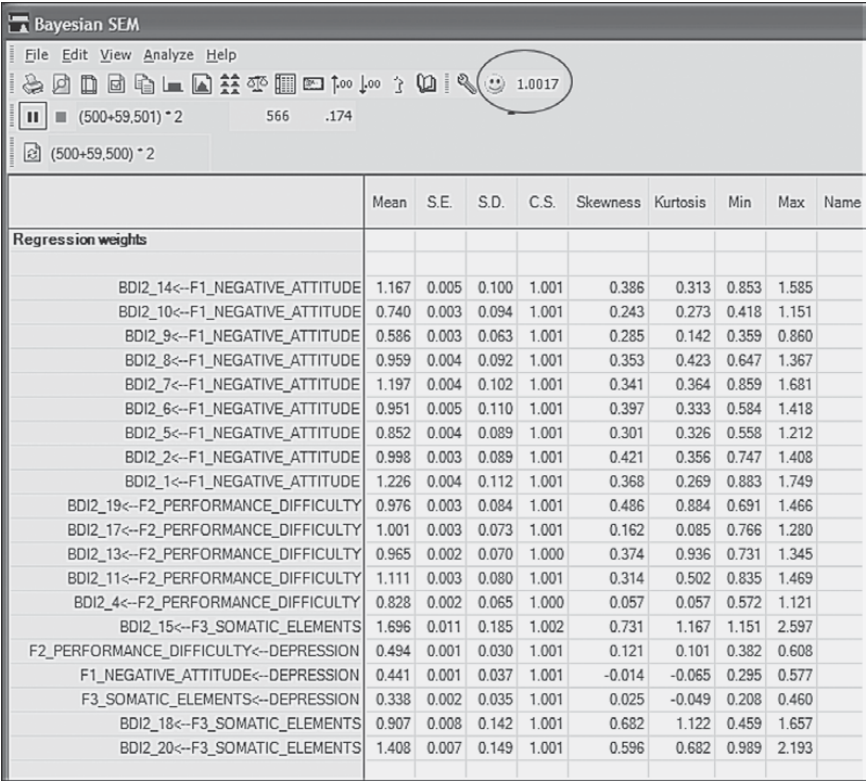 Bayesian SEM
File Edit View Analyze Help
1.0017
(500+59,501) * 2 566 .174
(500+59,500) * 2
Mean S.E. S.D. C.S. Skewness Kurtosis Min Max Name
Regression weights
BDI2_14<--F1_NEGATIVE_ATTITUDE 1.167 0.005 0.100 1.001 0.386 0.313 0.853 1.585
BDI2_10<--F1_NEGATIVE_ATTITUDE 0.740 0.003 0.094 1.001 0.243 0.273 0.418 1.151
BDI2_9<--F1_NEGATIVE_ATTITUDE 0.586 0.003 0.063 1.001 0.285 0.142 0.359 0.860
BDI2_8<--F1_NEGATIVE_ATTITUDE 0.959 0.004 0.092 1.001 0.353 0.423 0.647 1.367
BDI2_7<--F1_NEGATIVE_ATTITUDE 1.197 0.004 0.102 1.001 0.341 0.364 0.859 1.681
BDI2_6<--F1_NEGATIVE_ATTITUDE 0.951 0.005 0.110 1.001 0.397 0.333 0.584 1.418
BDI2_5<--F1_NEGATIVE_ATTITUDE 0.852 0.004 0.089 1.001 0.301 0.326 0.558 1.212
BDI2_2<--F1_NEGATIVE_ATTITUDE 0.998 0.003 0.089 1.001 0.421 0.356 0.747 1.408
BDI2_1<--F1_NEGATIVE_ATTITUDE 1.226 0.004 0.112 1.001 0.368 0.269 0.883 1.749
BDI2_19<--F2_PERFORMANCE_DIFFICULTY 0.976 0.003 0.084 1.001 0.486 0.884 0.691 1.466
BDI2_17<--F2_PERFORMANCE_DIFFICULTY 1.001 0.003 0.073 1.001 0.162 0.085 0.766 1.280
BDI2_13<--F2_PERFORMANCE_DIFFICULTY 0.965 0.002 0.070 1.000 0.374 0.936 0.731 1.345
BDI2_11<--F2_PERFORMANCE_DIFFICULTY 1.111 0.003 0.080 1.001 0.314 0.502 0.835 1.469
BDI2_4<--F2_PERFORMANCE_DIFFICULTY 0.828 0.002 0.065 1.000 0.057 0.057 0.572 1.121
BDI2_15<--F3_SOMATIC_ELEMENTS 1.696 0.011 0.185 1.002 0.731 1.167 1.151 2.597
F2_PERFORMANCE_DIFFICULTY<--DEPRESSION 0.494 0.001 0.030 1.001 0.121 0.101 0.382 0.608
F1_NEGATIVE_ATTITUDE<--DEPRESSION 0.441 0.001 0.037 1.001 -0.014 -0.065 0.295 0.577
F3_SOMATIC_ELEMENTS<--DEPRESSION 0.338 0.002 0.035 1.001 0.025 -0.049 0.208 0.460
BDI2_18<--F3_SOMATIC_ELEMENTS 0.907 0.008 0.142 1.001 0.682 1.122 0.459 1.657
BDI2_20<--F3_SOMATIC_ELEMENTS 1.408 0.007 0.149 1.001 0.596 0.682 0.989 2.193